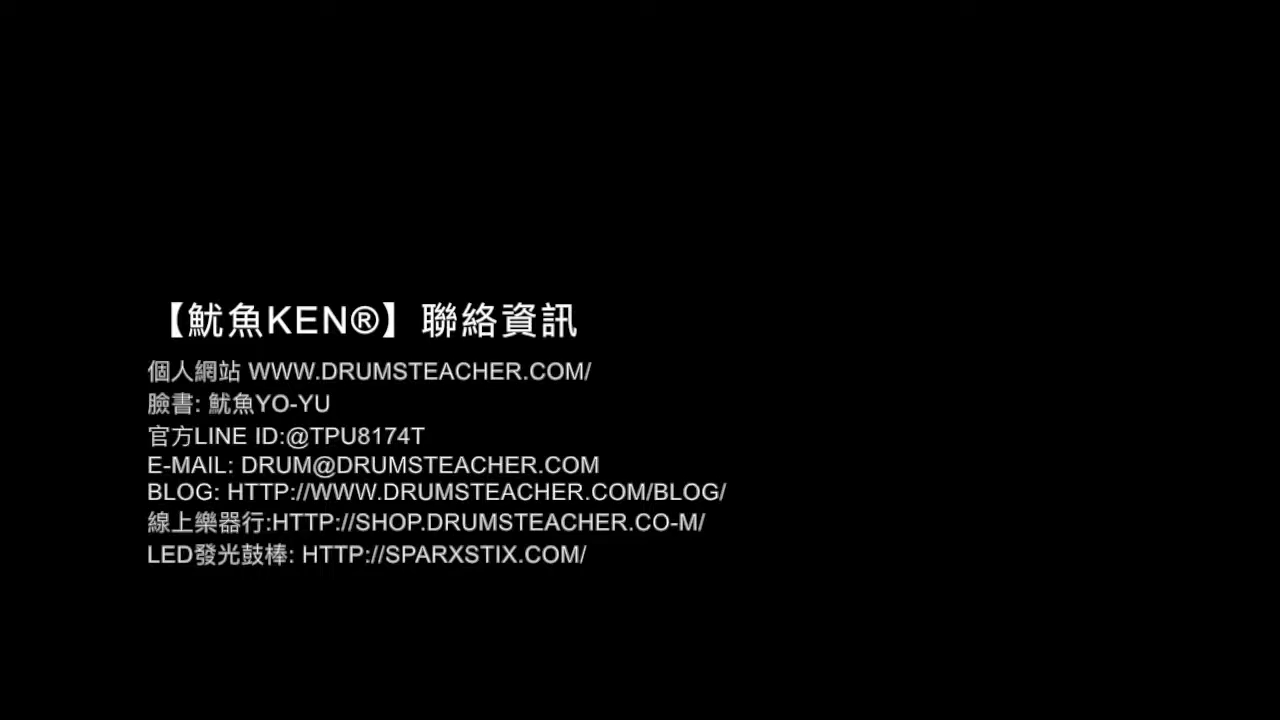 【魷魚KEN®】聯絡資訊
個人網站 WWW.DRUMSTEACHER.COM/
臉書: 魷魚YO-YU
官方LINE ID:@TPU8174T
E-MAIL: DRUM@DRUMSTEACHER.COM
BLOG: HTTP://WWW.DRUMSTEACHER.COM/BLOG/
線上樂器行:HTTP://SHOP.DRUMSTEACHER.CO-M/
LED發光鼓棒: HTTP://SPARXSTIX.COM/